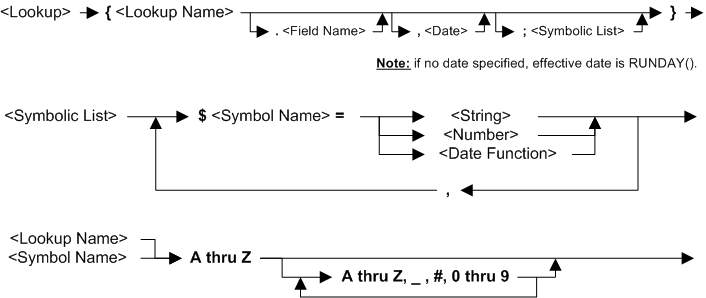 <Lookup> { <Lookup Name> }
. <Field Name> , <Date> ; <Symbolic List>
Note: if no date specified, effective date is RUNDAY().
<Symbolic List> $ <Symbol Name> = <String>
<Number>
<Date Function>
,
<Lookup Name>
<Symbol Name> A thru Z
A thru Z, _ , #, 0 thru 9